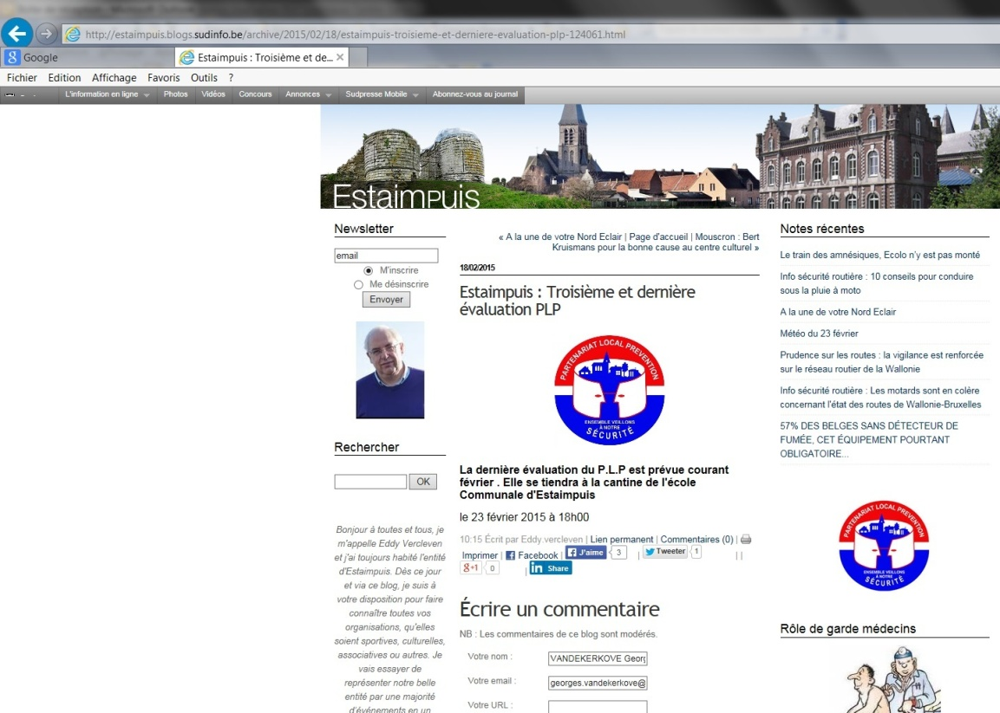 http://estaimpuis.blogs.sudinfo.be/archive/2015/02/18/estaimpuis-troisieme-et-derniere-evaluation-plp-124061.html
Google
Estaimpuis : Troisième et de...
Fichier Edition Affichage Favoris Outils ?
L'information en ligne Photos Vidéos Concours Annonces Sudpresse Mobile Abonnez-vous au journal
Estaimpuis
Newsletter
email
M'inscrire
Me désinscrire
Envoyer
Rechercher
OK
Bonjour à toutes et tous, je
m'appelle Eddy Vercleven
et j'ai toujours habité l'entité
d'Estaimpuis. Dès ce jour
et via ce blog, je suis à
votre disposition pour faire
connaître toutes vos
organisations, qu'elles
soient sportives, culturelles,
associatives ou autres. Je
vais essayer de
représenter notre belle
entité par une majorité
d'événements en un
« A la une de votre Nord Eclair | Page d'accueil | Mouscron : Bert
Kruismans pour la bonne cause au centre culturel »
18/02/2015
Estaimpuis : Troisième et dernière
évaluation PLP
PARTENARIAT LOCAL PREVENTION
ENSEMBLE VEILLONS
À NOTRE
SÉCURITÉ
La dernière évaluation du P.L.P est prévue courant
février . Elle se tiendra à la cantine de l'école
Communale d'Estaimpuis
le 23 février 2015 à 18h00
10:15 Écrit par Eddy.vercleven | Lien permanent | Commentaires (0) |
Imprimer | Facebook | J'aime 3 | Tweeter 1 | |
g+1 0 | in Share
Écrire un commentaire
NB : Les commentaires de ce blog sont modérés.
Votre nom : VANDEKERKOVE Georg
Votre email : georges.vandekerkove@
Votre URL :
Notes récentes
Le train des amnésiques, Ecolo n'y est pas monté
Info sécurité routière : 10 conseils pour conduire
sous la pluie à moto
A la une de votre Nord Eclair
Météo du 23 février
Prudence sur les routes : la vigilance est renforcée
sur le réseau routier de la Wallonie
Info sécurité routière : Les motards sont en colère
concernant l'état des routes de Wallonie-Bruxelles
57% DES BELGES SANS DÉTECTEUR DE
FUMÉE, CET ÉQUIPEMENT POURTANT
OBLIGATOIRE...
PARTENARIAT LOCAL PREVENTION
ENSEMBLE VEILLONS
À NOTRE
SÉCURITÉ
Rôle de garde médecins